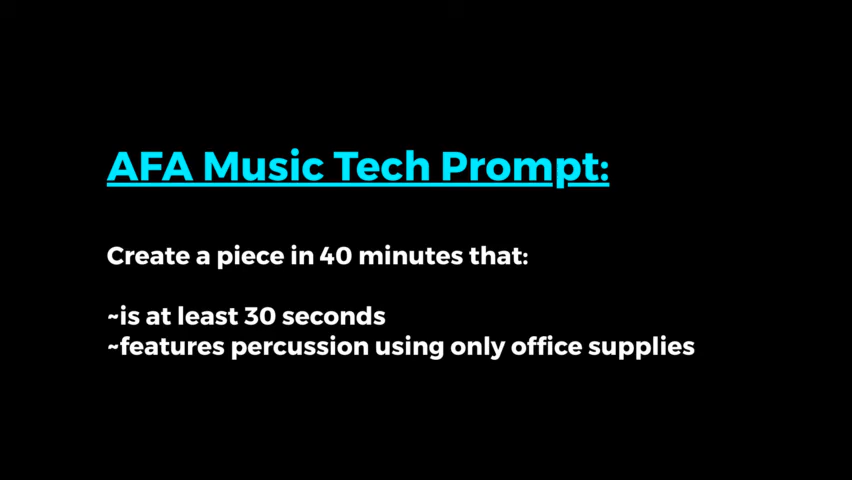 AFA Music Tech Prompt:
Create a piece in 40 minutes that:
~is at least 30 seconds
~features percussion using only office supplies